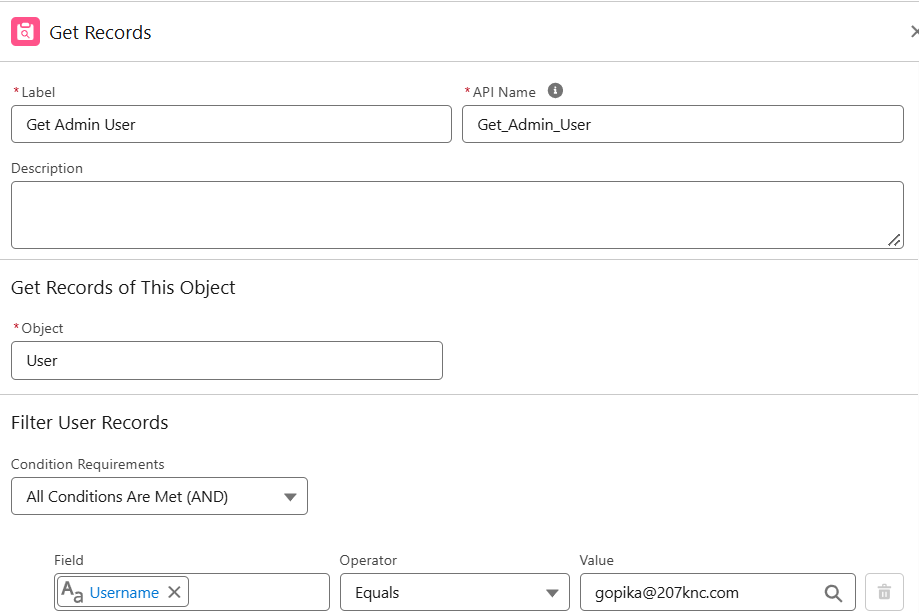 Get Records
*Label
*API Name
Get Admin User
Get_Admin_User
Description
Get Records of This Object
*Object
User
Filter User Records
Condition Requirements
All Conditions Are Met (AND)
Field
Operator
Value
Aa Username
Equals
gopika@207knc.com